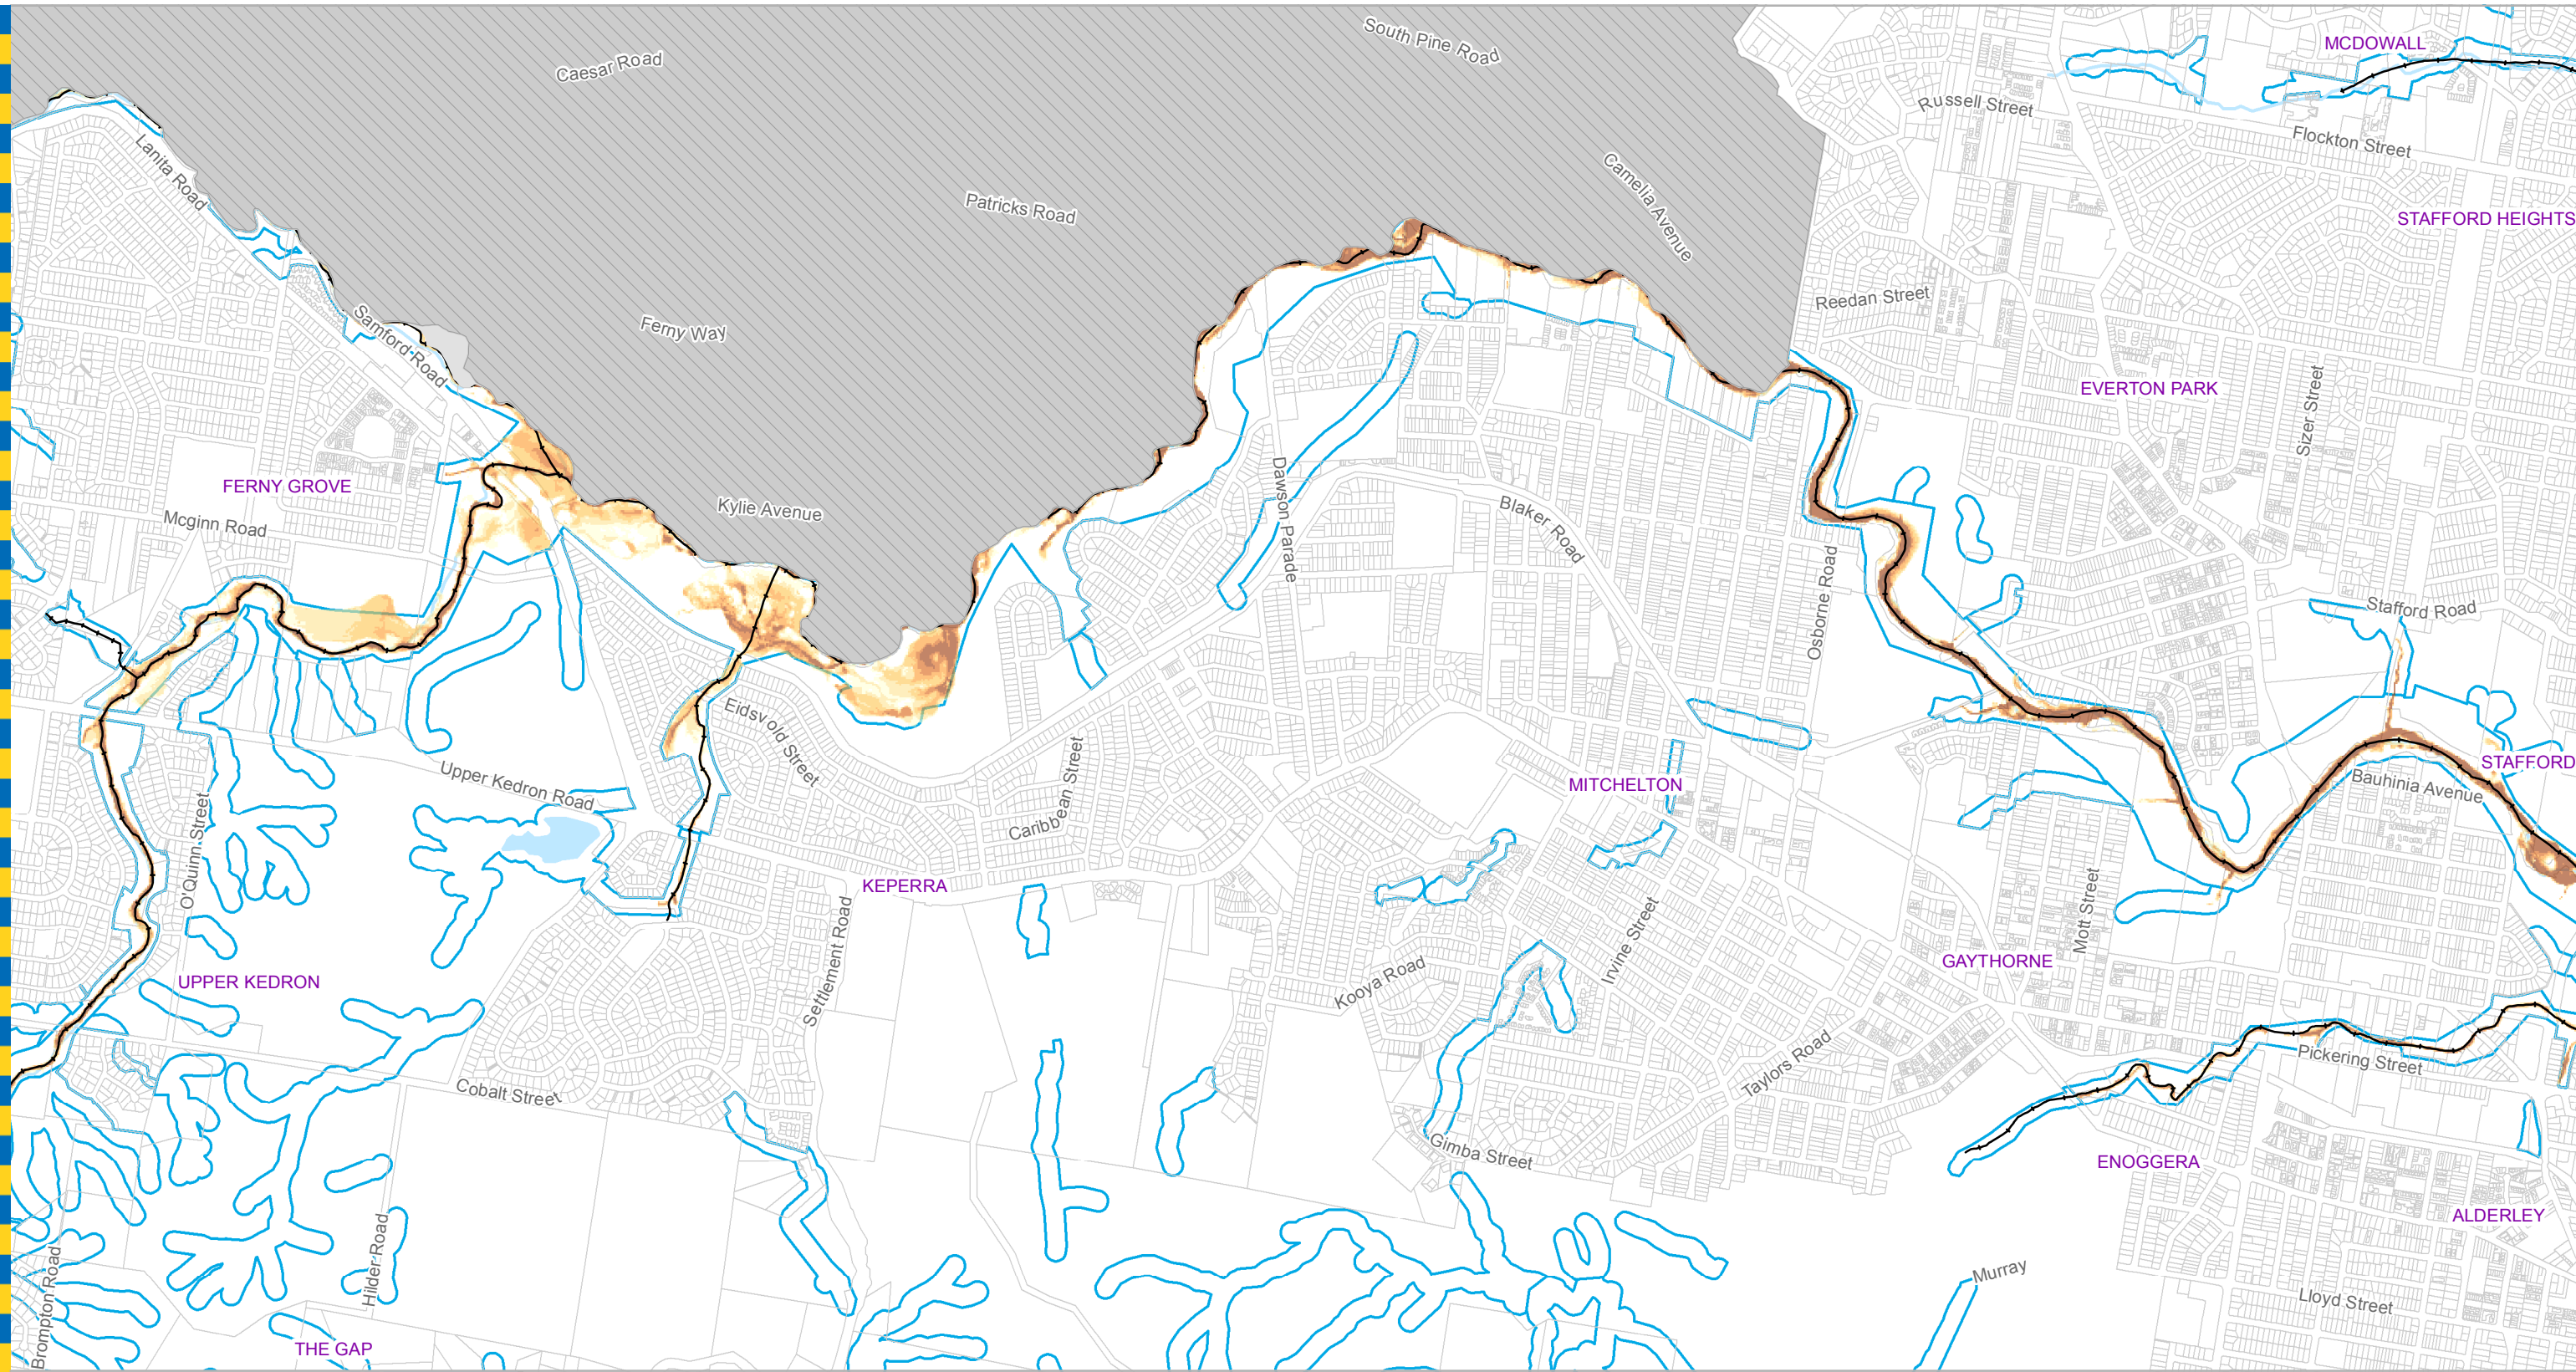 South Pine Road
MCDOWALL
Caesar Road
Russell Street
Flockton Street
Lanita Road
Camelia Avenue
Patricks Road
STAFFORD HEIGHTS
Reedan Street
Ferny Way
Samford Road
EVERTON PARK
Sizer Street
FERNY GROVE
Kylie Avenue
Mcginn Road
Dawson Parade
Blaker Road
Osborne Road
Stafford Road
Eidsvold Street
Upper Kedron Road
Caribbean Street
MITCHELTON
STAFFORD
Bauhinia Avenue
O'Quinn Street
KEPERRA
Settlement Road
Irvine Street
Mott Street
GAYTHORNE
UPPER KEDRON
Kooya Road
Pickering Street
Taylors Road
Cobalt Street
Gimba Street
ENOGGERA
ALDERLEY
Hilder Road
Murray
Brompton Road
Lloyd Street
THE GAP